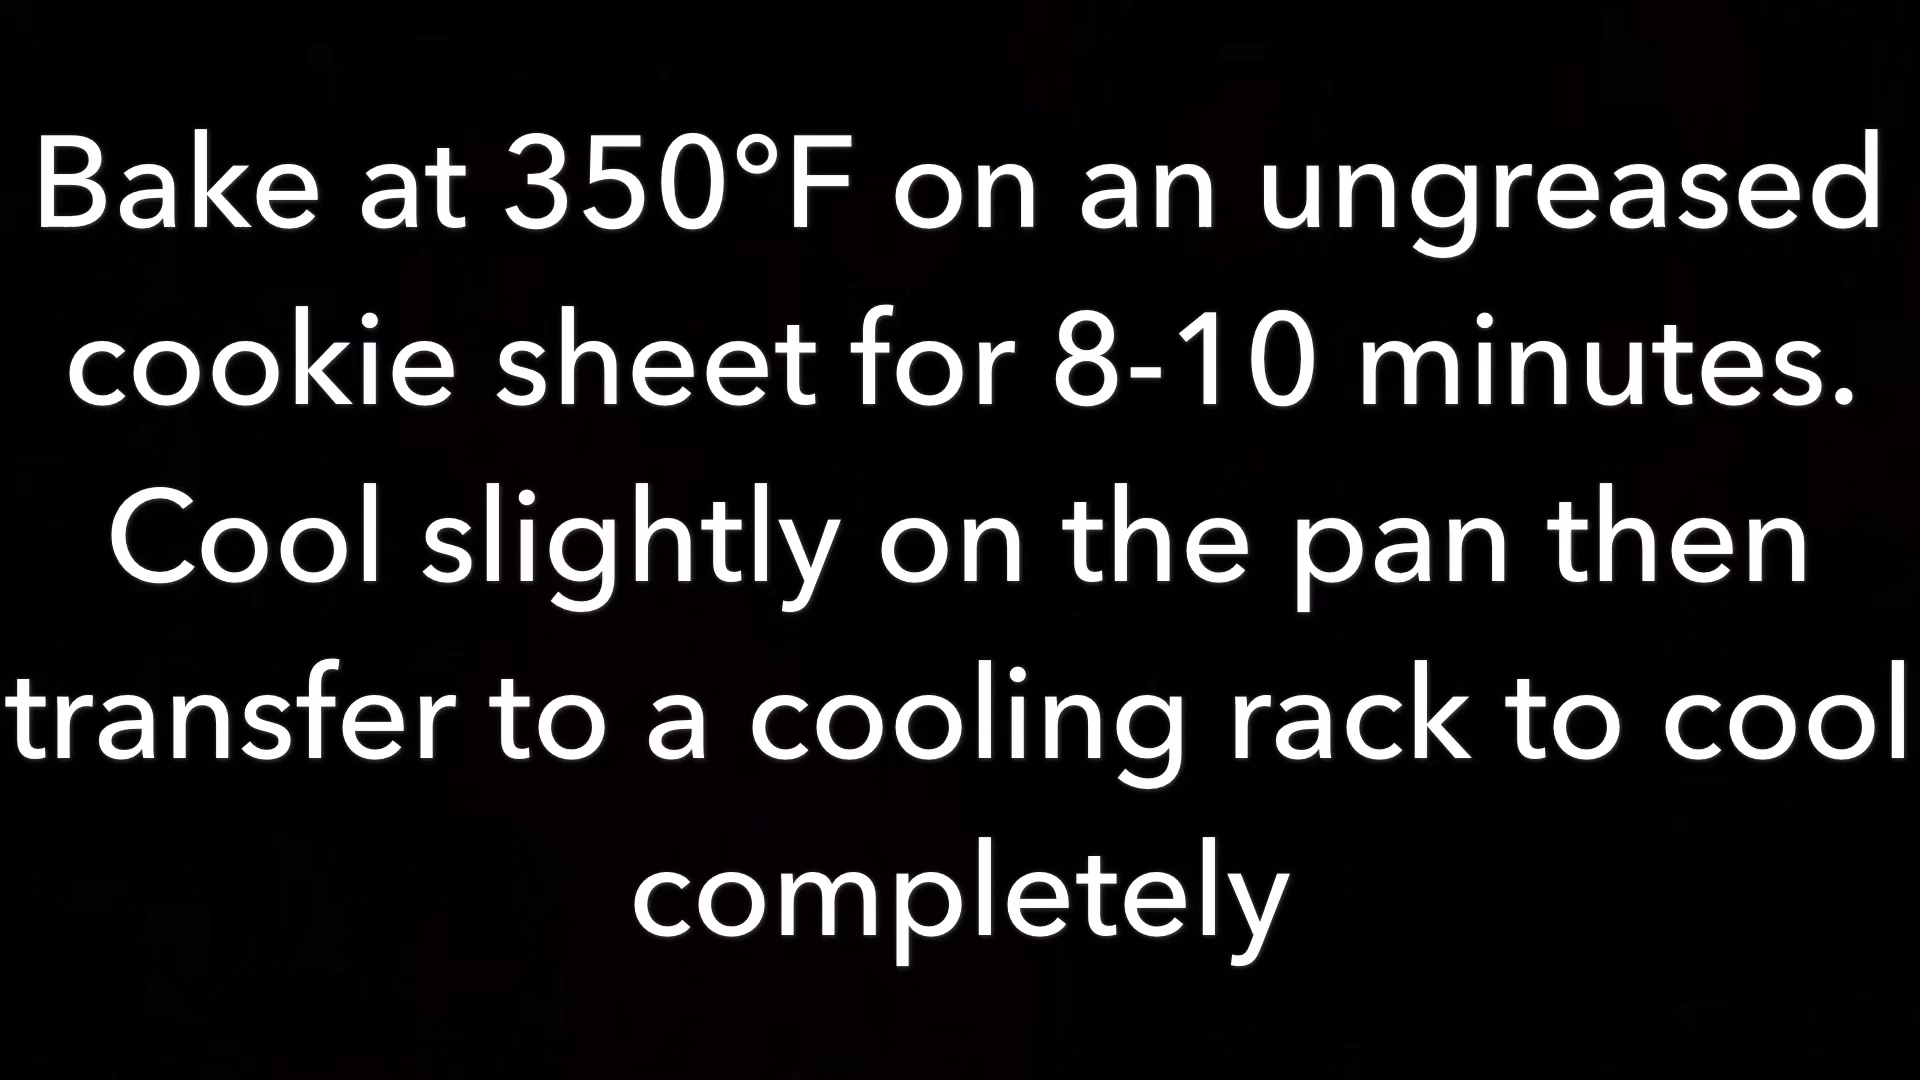 Bake at 350°F on an ungreased
cookie sheet for 8-10 minutes.
Cool slightly on the pan then
transfer to a cooling rack to cool
completely